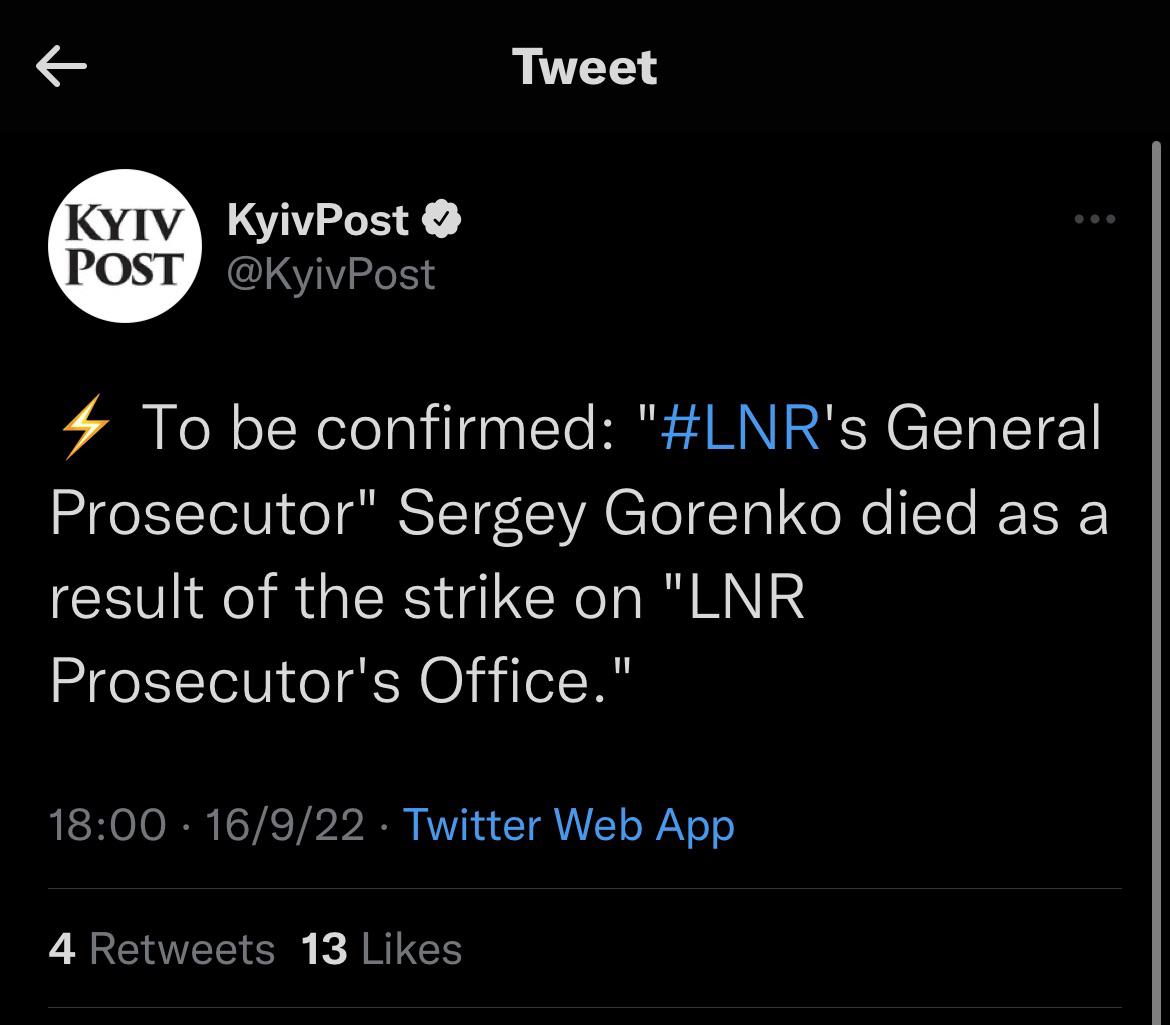 Tweet
KYIV
POST
KyivPost
@KyivPost
⚡ To be confirmed: "#LNR's General
Prosecutor" Sergey Gorenko died as a
result of the strike on "LNR
Prosecutor's Office."
18:00 · 16/9/22 · Twitter Web App
4 Retweets 13 Likes